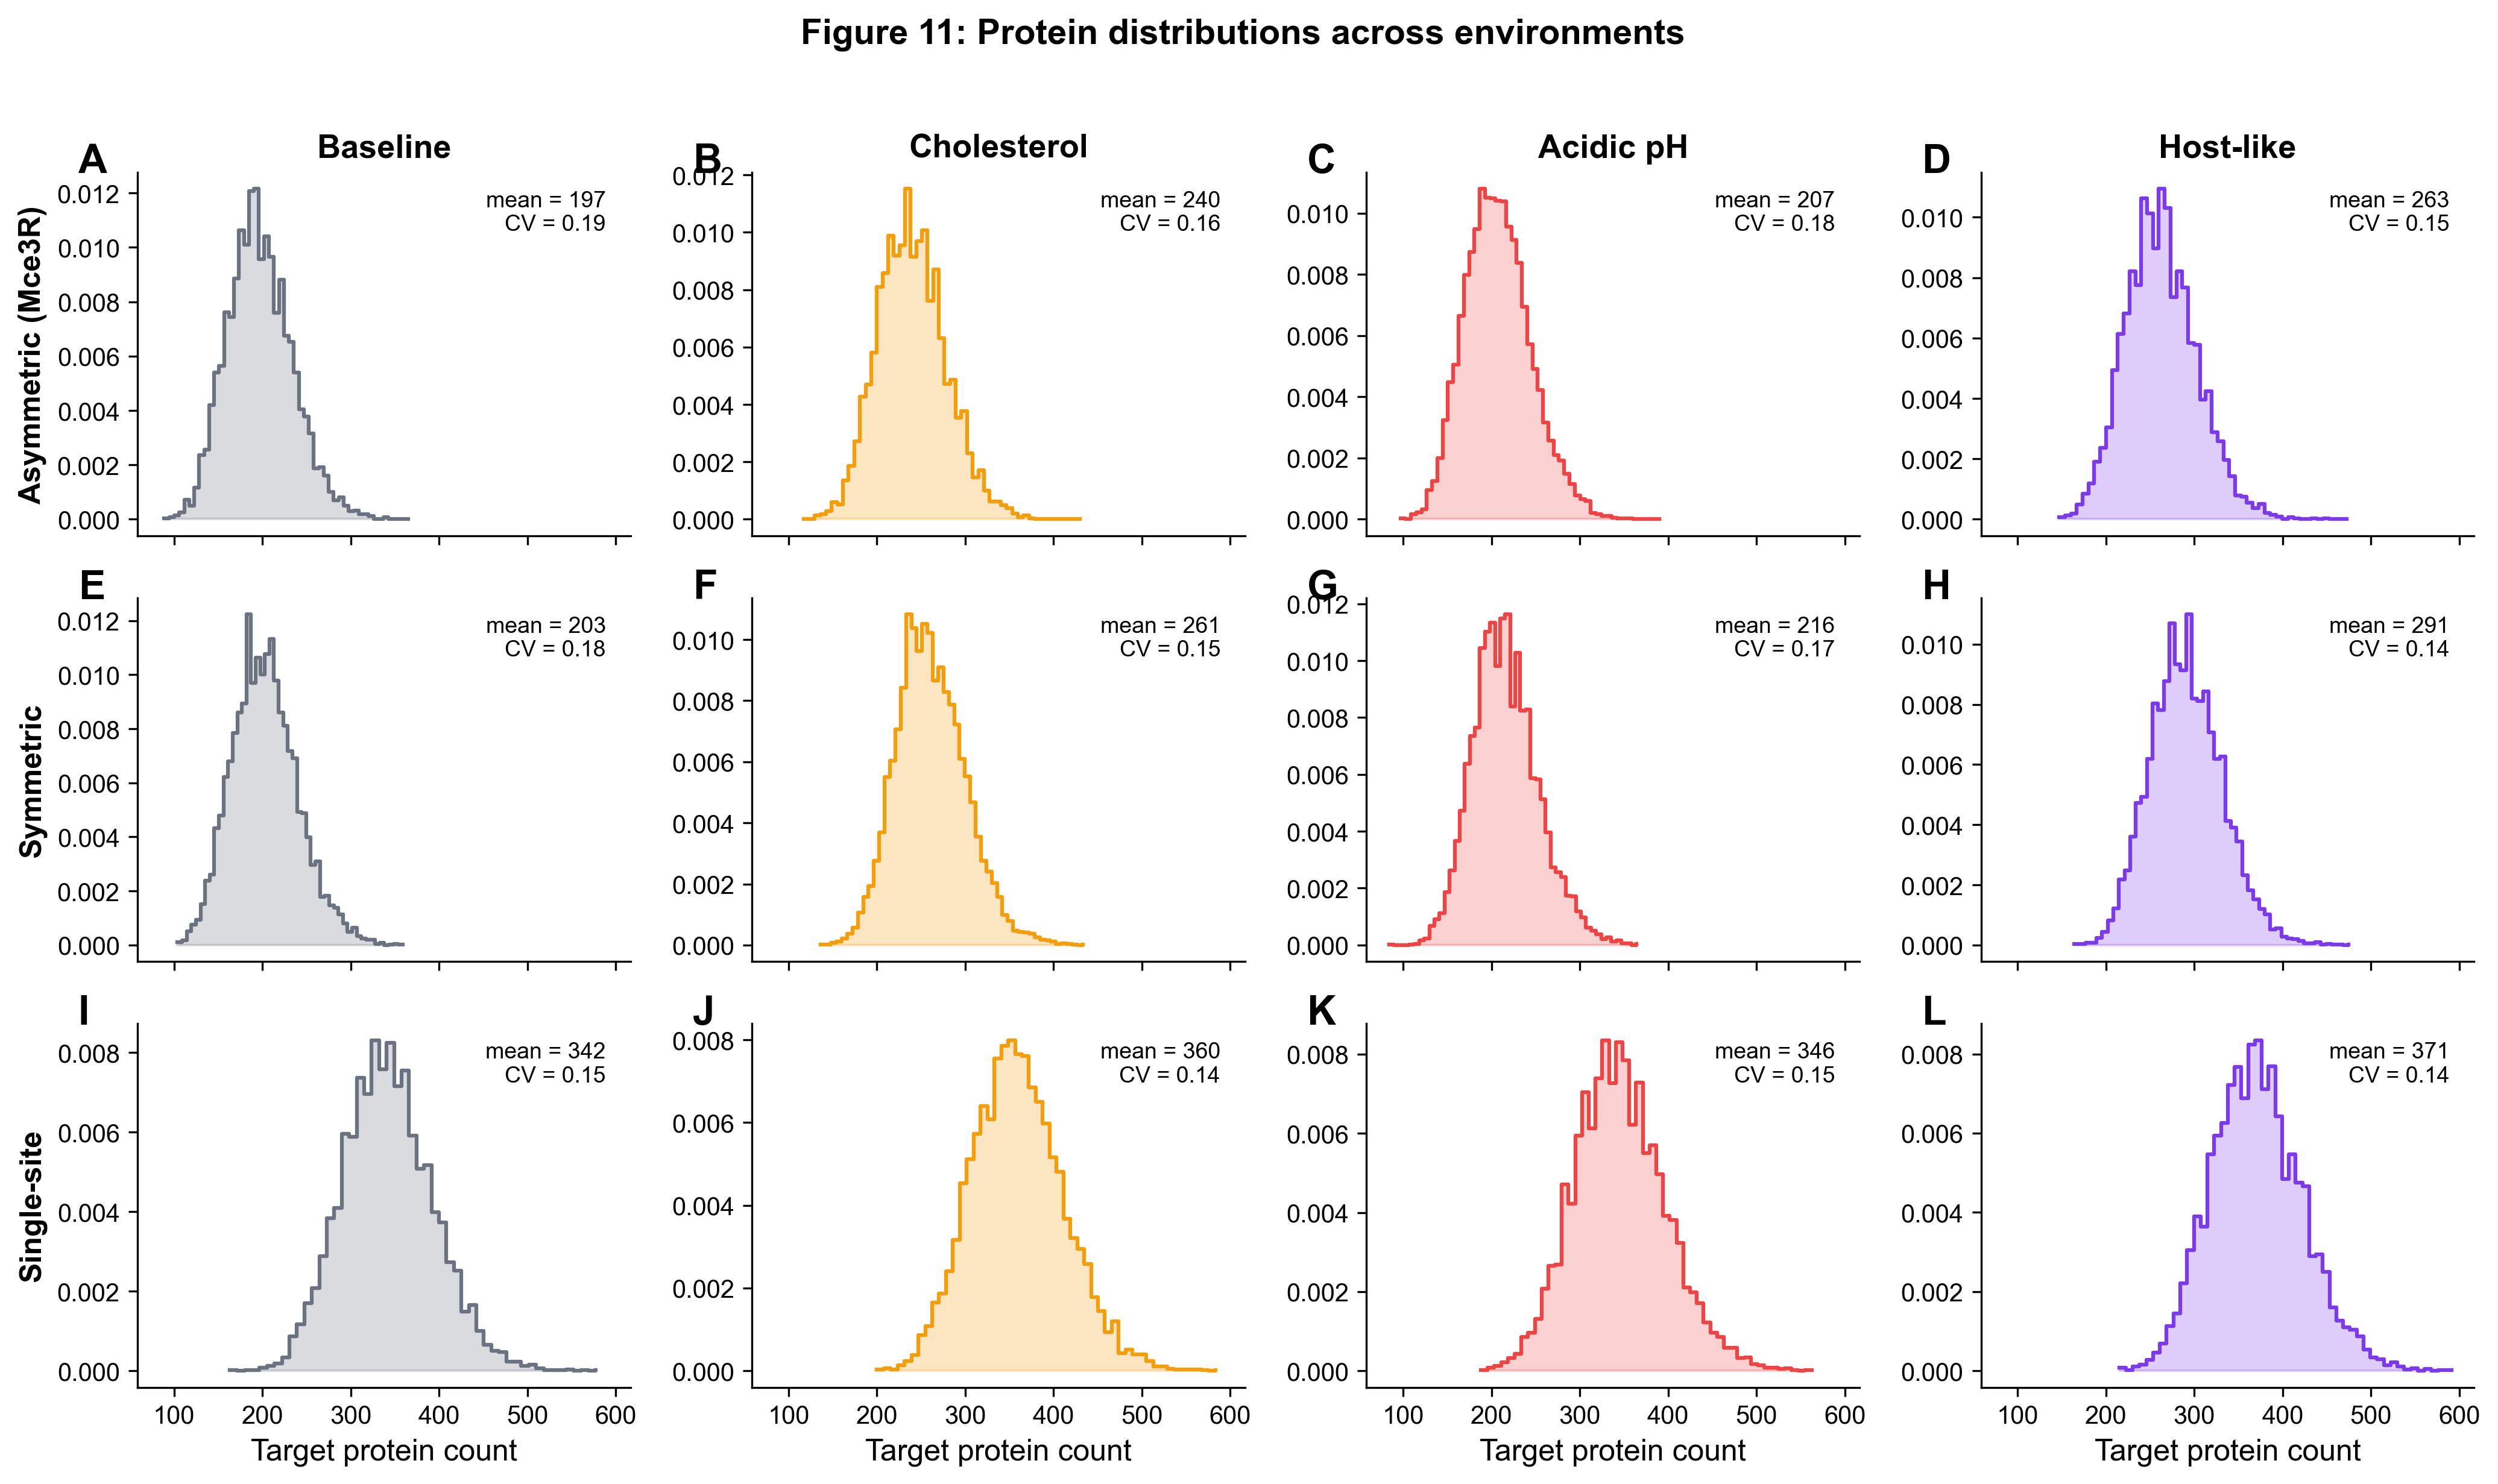 Figure 11: Protein distributions across environments
A
Baseline
mean = 197
CV = 0.19
0.012
0.010
0.008
0.006
0.004
0.002
0.000
Asymmetric (Mce3R)
B
Cholesterol
mean = 240
CV = 0.16
0.012
0.010
0.008
0.006
0.004
0.002
0.000
C
Acidic pH
mean = 207
CV = 0.18
0.010
0.008
0.006
0.004
0.002
0.000
D
Host-like
mean = 263
CV = 0.15
0.010
0.008
0.006
0.004
0.002
0.000
E
mean = 203
CV = 0.18
0.012
0.010
0.008
0.006
0.004
0.002
0.000
Symmetric
F
mean = 261
CV = 0.15
0.010
0.008
0.006
0.004
0.002
0.000
G
mean = 216
CV = 0.17
0.012
0.010
0.008
0.006
0.004
0.002
0.000
H
mean = 291
CV = 0.14
0.010
0.008
0.006
0.004
0.002
0.000
I
mean = 342
CV = 0.15
0.008
0.006
0.004
0.002
0.000
Single-site
100 200 300 400 500 600
Target protein count
J
mean = 360
CV = 0.14
0.008
0.006
0.004
0.002
0.000
100 200 300 400 500 600
Target protein count
K
mean = 346
CV = 0.15
0.008
0.006
0.004
0.002
0.000
100 200 300 400 500 600
Target protein count
L
mean = 371
CV = 0.14
0.008
0.006
0.004
0.002
0.000
100 200 300 400 500 600
Target protein count